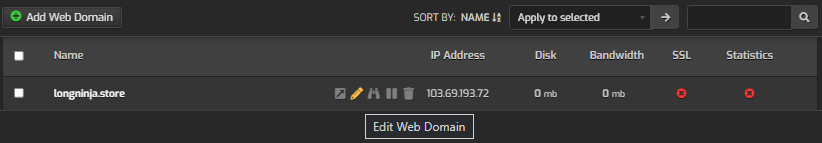 Add Web Domain SORT BY: NAME Apply to selected
Name IP Address Disk Bandwidth SSL Statistics
longninja.store 103.69.193.72 0 mb 0 mb
Edit Web Domain